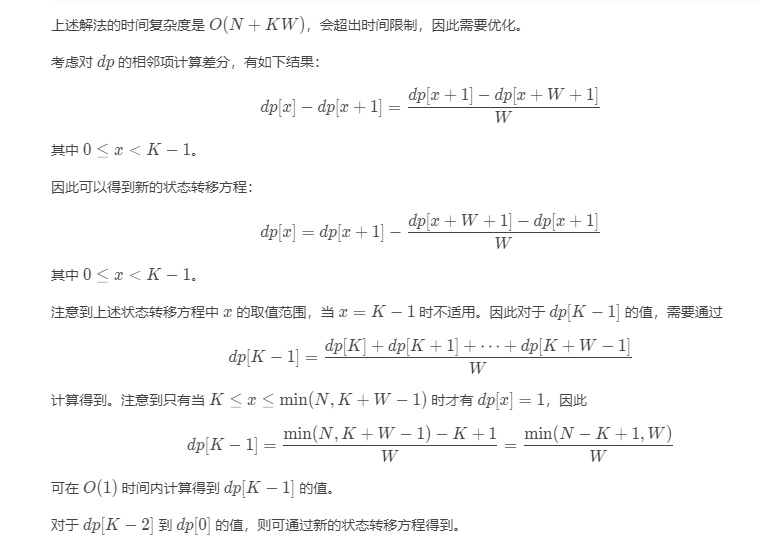 上述解法的时间复杂度是 O(N + KW)，会超出时间限制，因此需要优化。
考虑对 dp 的相邻项计算差分，有如下结果：
dp[x] − dp[x + 1] = \frac{dp[x + 1] − dp[x + W + 1]}{W}
其中 0 ≤ x < K − 1。
因此可以得到新的状态转移方程：
dp[x] = dp[x + 1] − \frac{dp[x + W + 1] − dp[x + 1]}{W}
其中 0 ≤ x < K − 1。
注意到上述状态转移方程中 x 的取值范围，当 x = K − 1 时不适用。因此对于 dp[K − 1] 的值，需要通过
dp[K − 1] = \frac{dp[K] + dp[K + 1] + ··· + dp[K + W − 1]}{W}
计算得到。注意到只有当 K ≤ x ≤ min(N, K + W − 1) 时才有 dp[x] = 1，因此
dp[K − 1] = \frac{min(N, K + W − 1) − K + 1}{W} = \frac{min(N − K + 1, W)}{W}
可在 O(1) 时间内计算得到 dp[K − 1] 的值。
对于 dp[K − 2] 到 dp[0] 的值，则可通过新的状态转移方程得到。